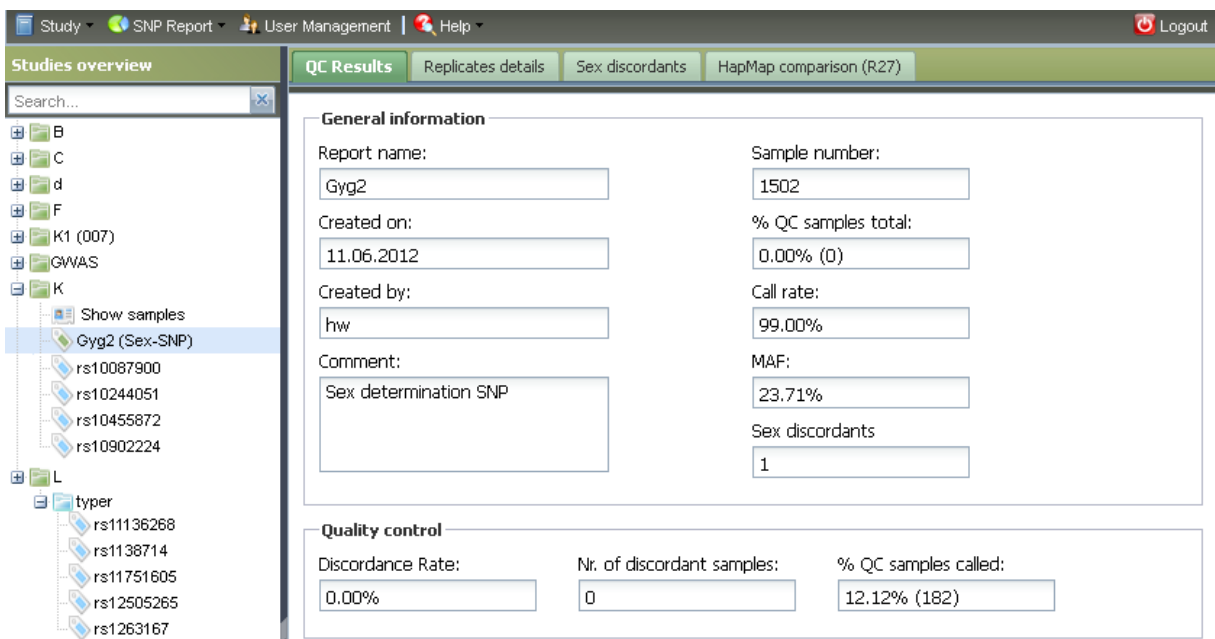 Study SNP Report User Management Help Logout
Studies overview
Search...
B
C
d
F
K1 (007)
GWAS
K
Show samples
Gyg2 (Sex-SNP)
rs10087900
rs10244051
rs10455872
rs10902224
L
typer
rs11136268
rs1138714
rs11751605
rs12505265
rs1263167
QC Results Replicates details Sex discordants HapMap comparison (R27)
General information
Report name:
Gyg2
Created on:
11.06.2012
Created by:
hw
Comment:
Sex determination SNP
Sample number:
1502
% QC samples total:
0.00% (0)
Call rate:
99.00%
MAF:
23.71%
Sex discordants
1
Quality control
Discordance Rate: Nr. of discordant samples: % QC samples called:
0.00% 0 12.12% (182)